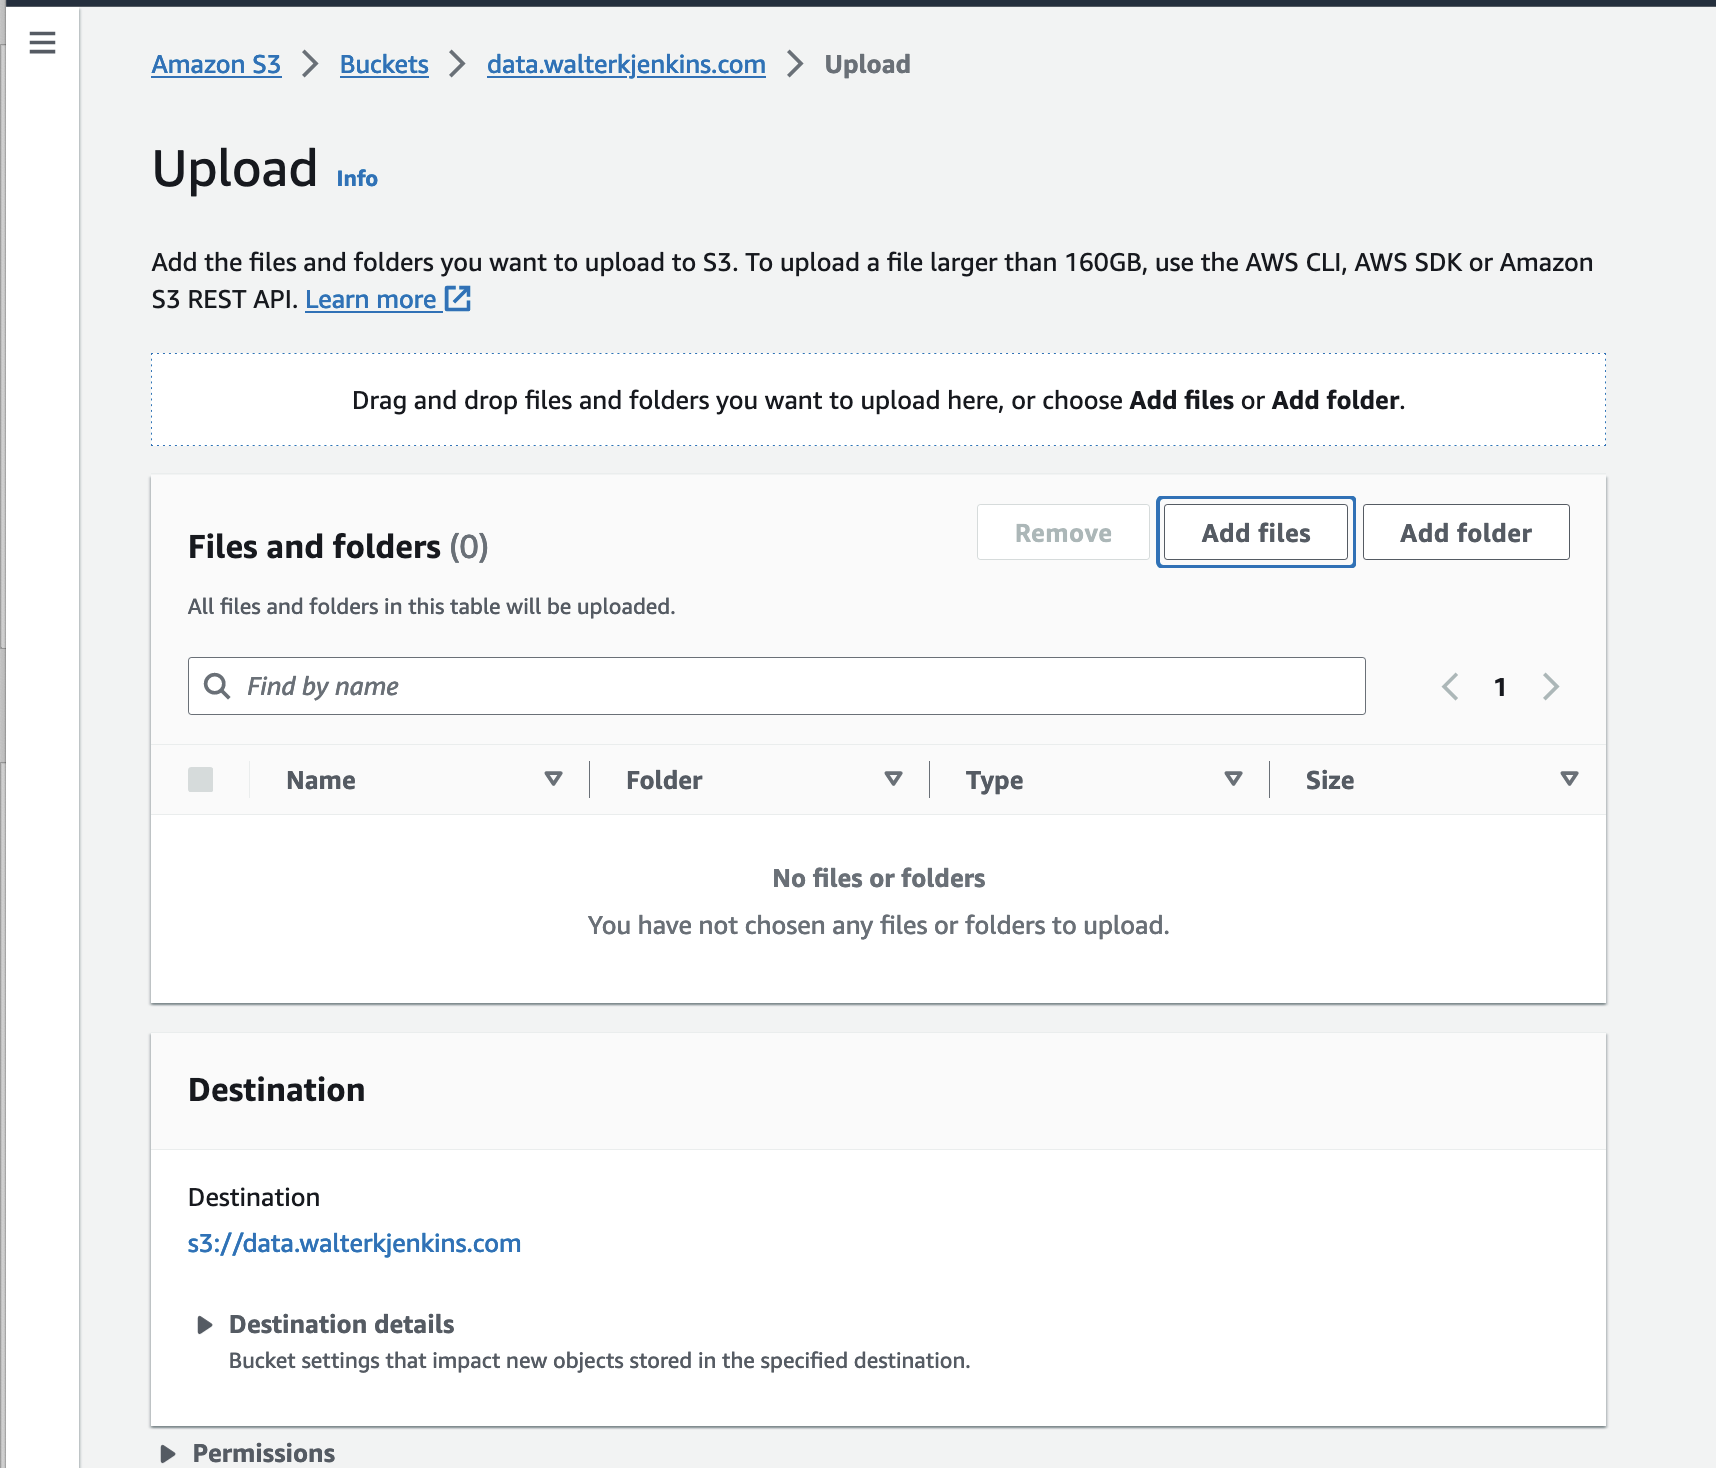 Amazon S3 > Buckets > data.walterkjenkins.com > Upload
Upload Info
Add the files and folders you want to upload to S3. To upload a file larger than 160GB, use the AWS CLI, AWS SDK or Amazon
S3 REST API. Learn more
Drag and drop files and folders you want to upload here, or choose Add files or Add folder.
Files and folders (0) Remove Add files Add folder
All files and folders in this table will be uploaded.
Find by name 1
Name Folder Type Size
No files or folders
You have not chosen any files or folders to upload.
Destination
Destination
s3://data.walterkjenkins.com
Destination details
Bucket settings that impact new objects stored in the specified destination.
Permissions